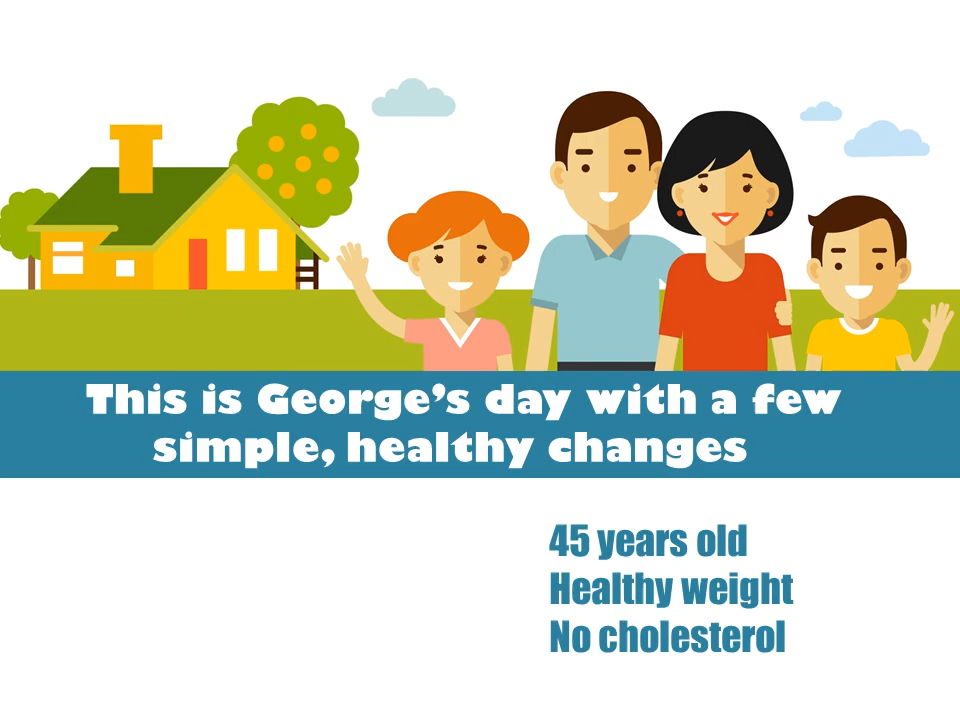 This is George’s day with a few
simple, healthy changes
45 years old
Healthy weight
No cholesterol